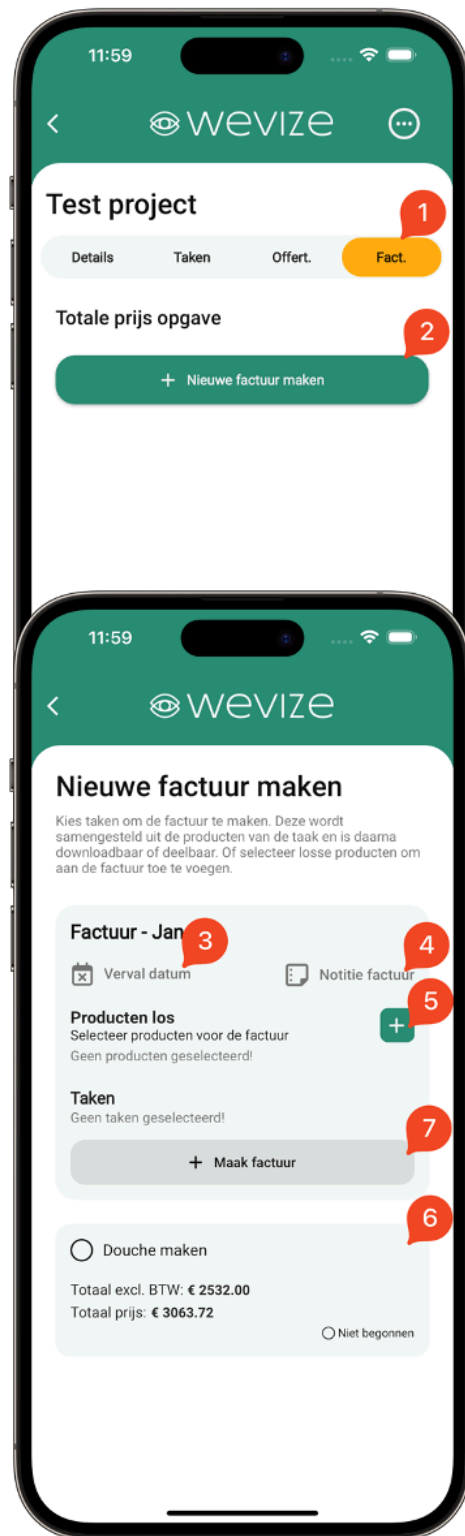 11:59
wevize
Test project
1
Details Taken Offert. Fact.
Totale prijs opgave
2
+ Nieuwe factuur maken
11:59
wevize
Nieuwe factuur maken
Kies taken om de factuur te maken. Deze wordt
samengesteld uit de producten van de taak en is daarna
downloadbaar of deelbaar. Of selecteer losse producten om
aan de factuur toe te voegen.
Factuur - Jan
3
4
Verval datum Notitie factuur
5
Producten los
Selecteer producten voor de factuur
+
Geen producten geselecteerd!
Taken
Geen taken geselecteerd!
7
+ Maak factuur
6
Douche maken
Totaal excl. BTW: € 2532.00
Totaal prijs: € 3063.72
Niet begonnen